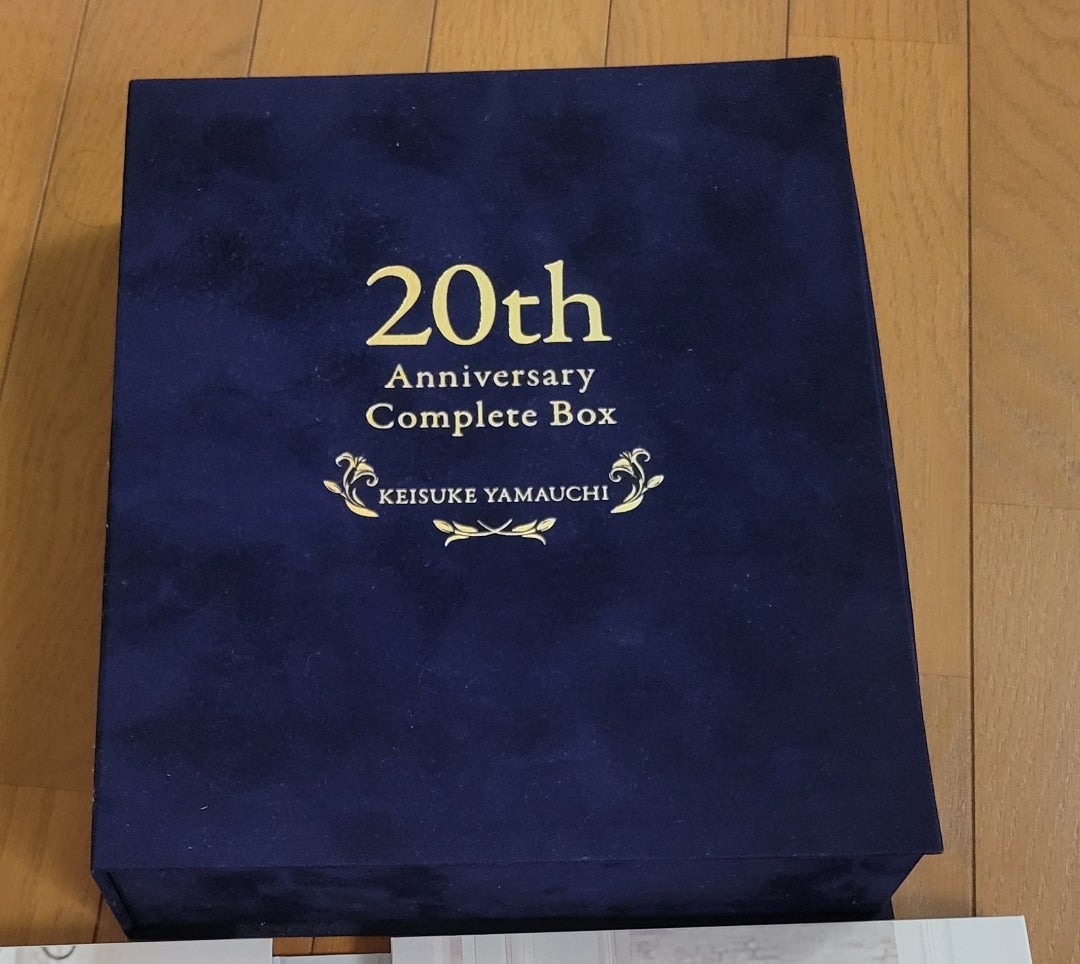 20th
Anniversary
Complete Box
KEISUKE YAMAUCHI